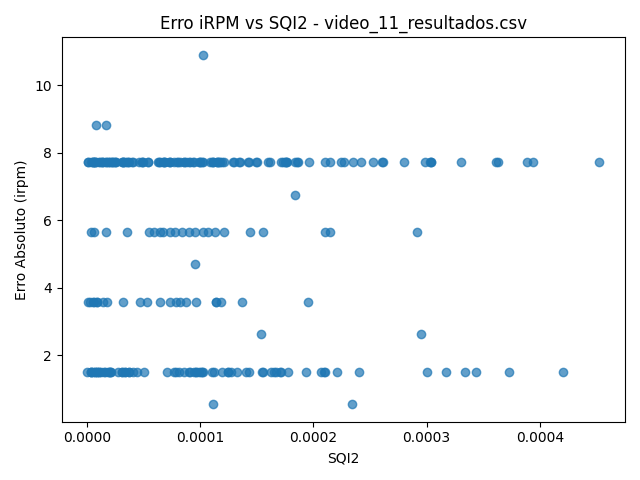 Erro iRPM vs SQI2 - video_11_resultados.csv
Erro Absoluto (irpm)
10
8
6
4
2
0.0000 0.0001 0.0002 0.0003 0.0004
SQI2